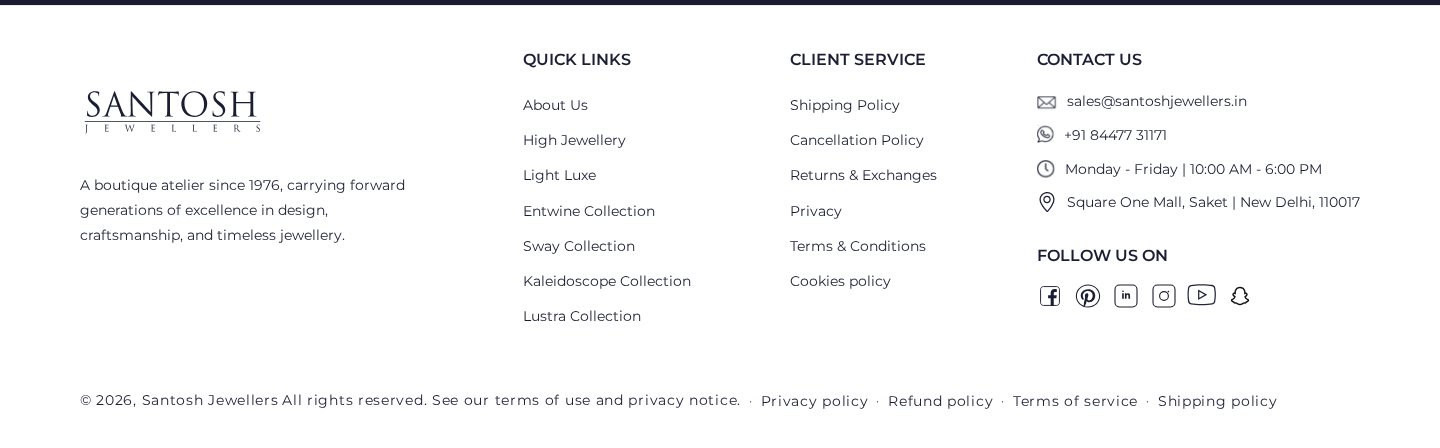 SANTOSH
JEWELLERS
A boutique atelier since 1976, carrying forward
generations of excellence in design,
craftsmanship, and timeless jewellery.
QUICK LINKS
About Us
High Jewellery
Light Luxe
Entwine Collection
Sway Collection
Kaleidoscope Collection
Lustra Collection
CLIENT SERVICE
Shipping Policy
Cancellation Policy
Returns & Exchanges
Privacy
Terms & Conditions
Cookies policy
CONTACT US
sales@santoshjewellers.in
+91 84477 31171
Monday - Friday | 10:00 AM - 6:00 PM
Square One Mall, Saket | New Delhi, 110017
FOLLOW US ON
© 2026, Santosh Jewellers All rights reserved. See our terms of use and privacy notice. · Privacy policy · Refund policy · Terms of service · Shipping policy